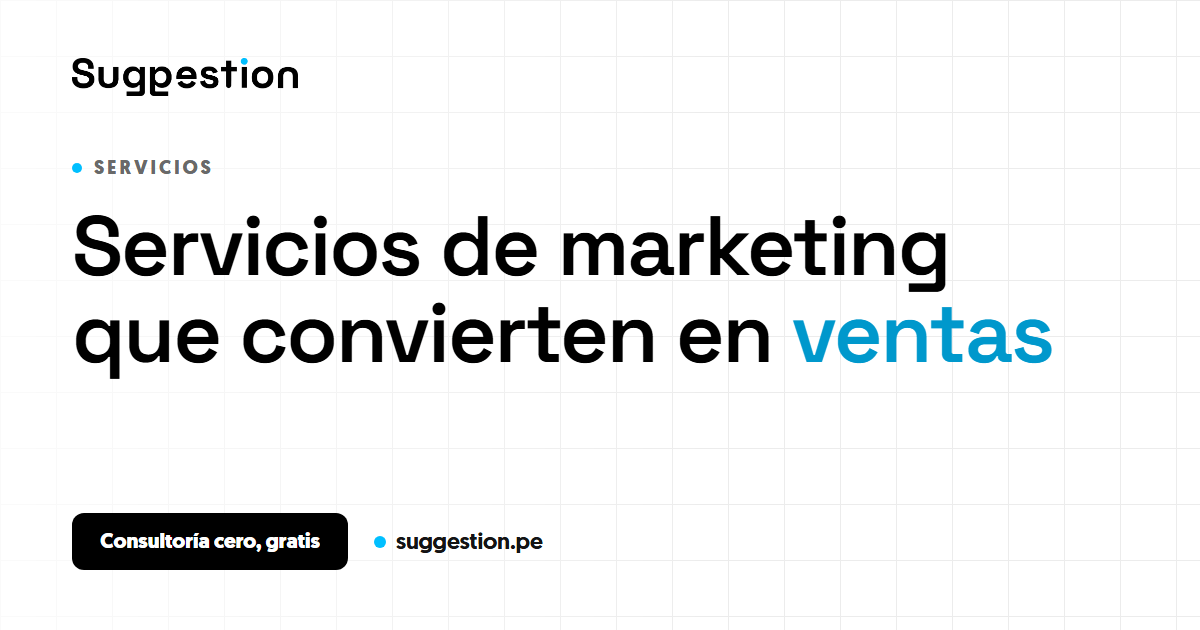 Suggestion
SERVICIOS
Servicios de marketing
que convierten en ventas
Consultoría cero, gratis
suggestion.pe